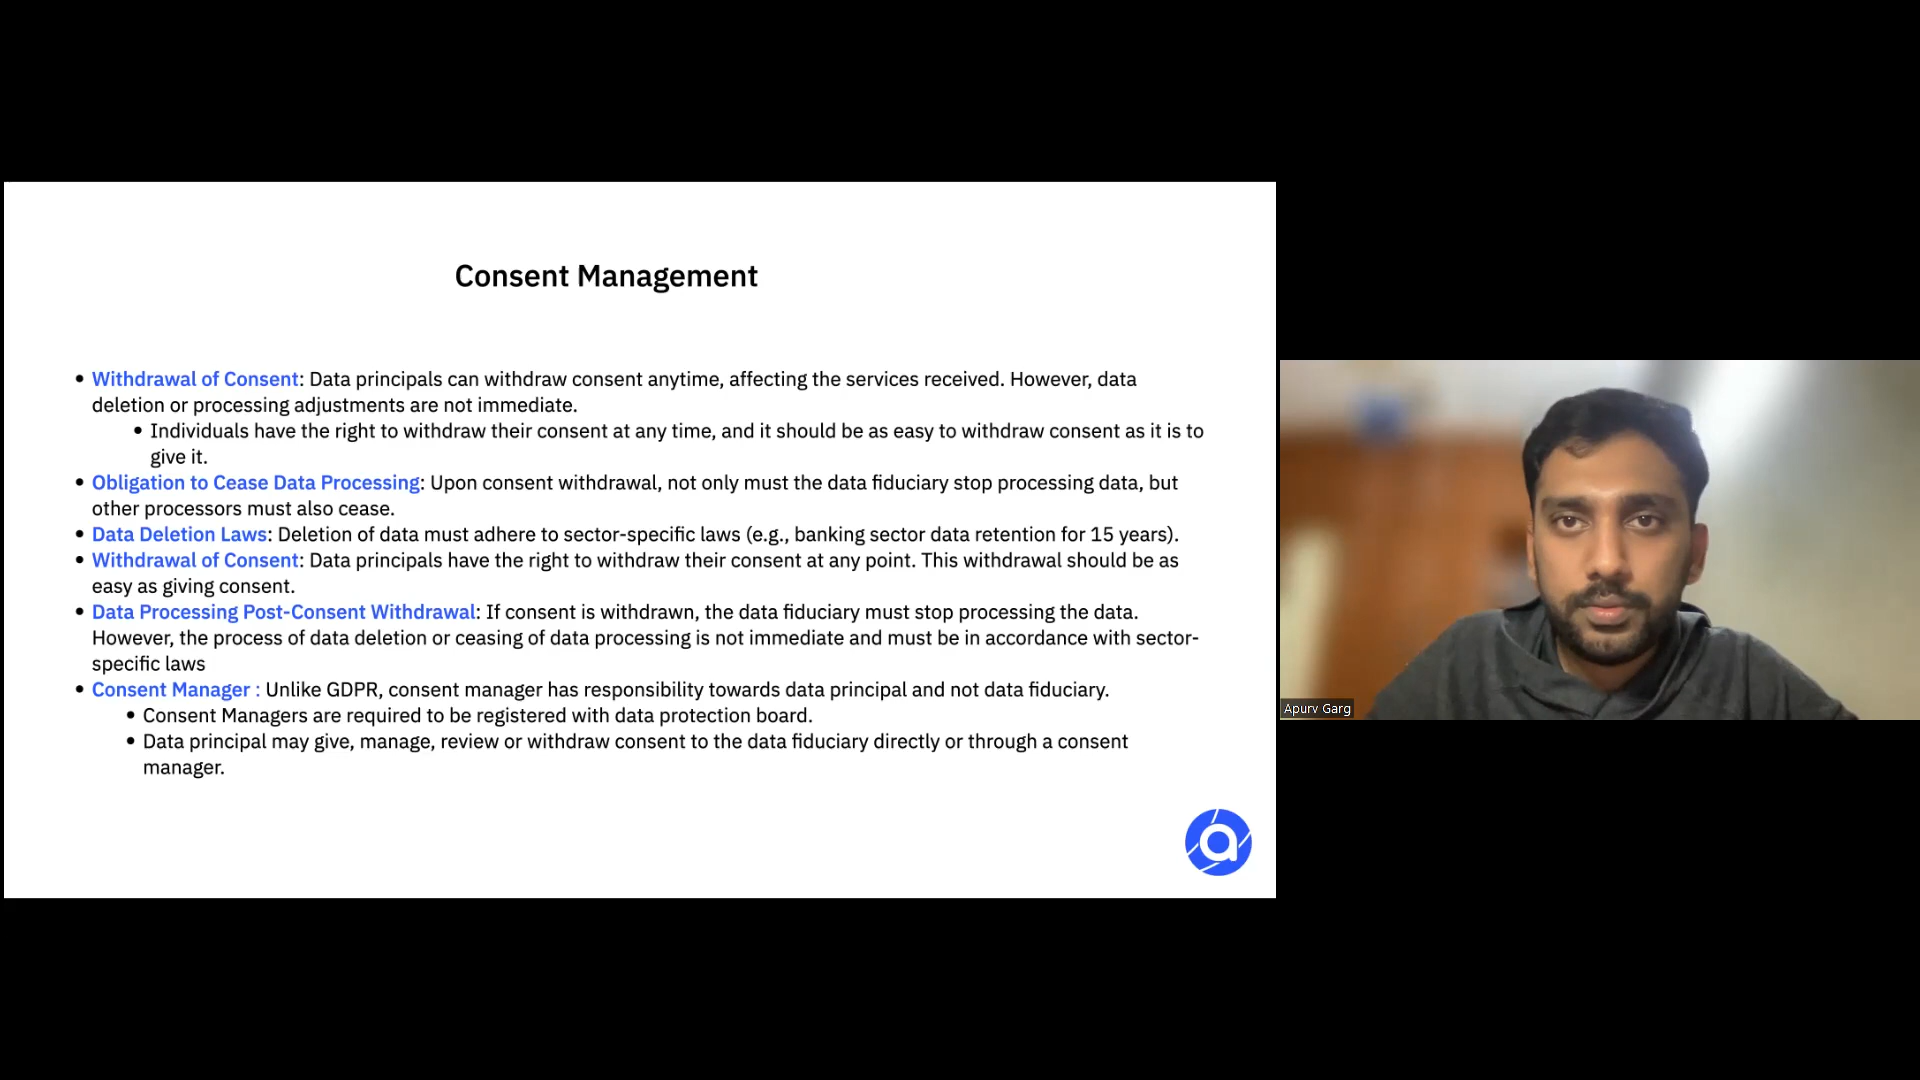 Consent Management
• Withdrawal of Consent: Data principals can withdraw consent anytime, affecting the services received. However, data
deletion or processing adjustments are not immediate.
• Individuals have the right to withdraw their consent at any time, and it should be as easy to withdraw consent as it is to
give it.
• Obligation to Cease Data Processing: Upon consent withdrawal, not only must the data fiduciary stop processing data, but
other processors must also cease.
• Data Deletion Laws: Deletion of data must adhere to sector-specific laws (e.g., banking sector data retention for 15 years).
• Withdrawal of Consent: Data principals have the right to withdraw their consent at any point. This withdrawal should be as
easy as giving consent.
• Data Processing Post-Consent Withdrawal: If consent is withdrawn, the data fiduciary must stop processing the data.
However, the process of data deletion or ceasing of data processing is not immediate and must be in accordance with sector-
specific laws
• Consent Manager : Unlike GDPR, consent manager has responsibility towards data principal and not data fiduciary.
• Consent Managers are required to be registered with data protection board.
• Data principal may give, manage, review or withdraw consent to the data fiduciary directly or through a consent
manager.
a
Apurv Garg